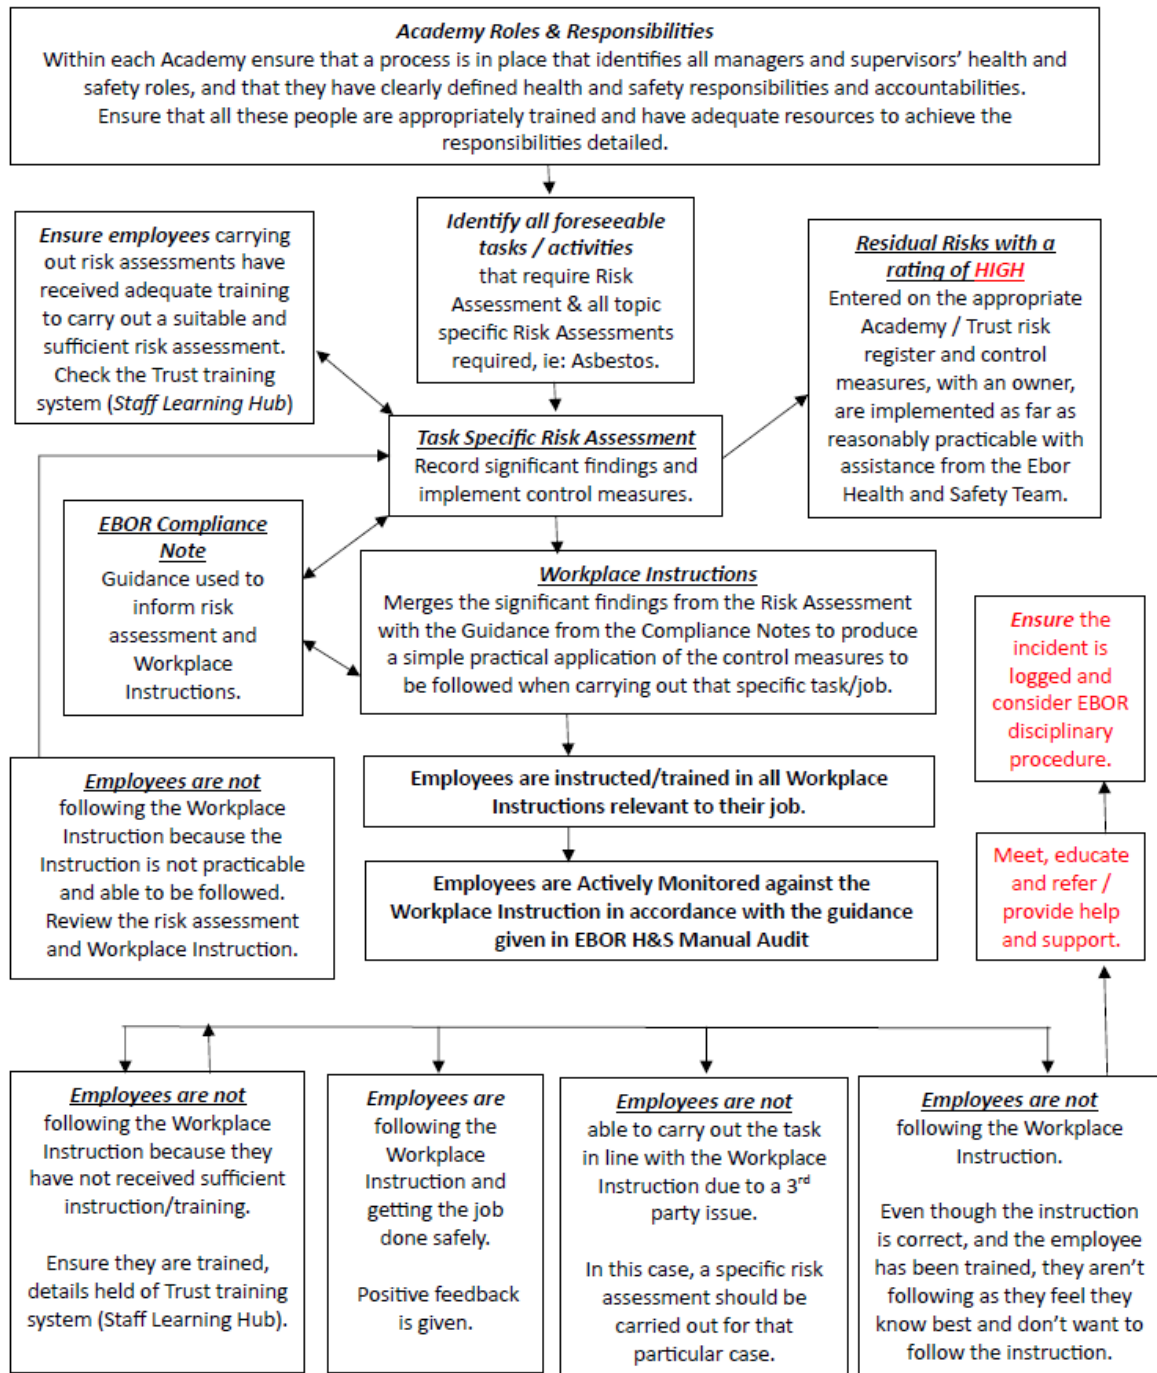 Academy Roles & Responsibilities
Within each Academy ensure that a process is in place that identifies all managers and supervisors’ health and
safety roles, and that they have clearly defined health and safety responsibilities and accountabilities.
Ensure that all these people are appropriately trained and have adequate resources to achieve the
responsibilities detailed.
Ensure employees carrying
out risk assessments have
received adequate training
to carry out a suitable and
sufficient risk assessment.
Check the Trust training
system (Staff Learning Hub)
Identify all foreseeable
tasks / activities
that require Risk
Assessment & all topic
specific Risk Assessments
required, ie: Asbestos.
Residual Risks with a
rating of HIGH
Entered on the appropriate
Academy / Trust risk
register and control
measures, with an owner,
are implemented as far as
reasonably practicable with
assistance from the Ebor
Health and Safety Team.
Task Specific Risk Assessment
Record significant findings and
implement control measures.
EBOR Compliance
Note
Guidance used to
inform risk
assessment and
Workplace
Instructions.
Workplace Instructions
Merges the significant findings from the Risk Assessment
with the Guidance from the Compliance Notes to produce
a simple practical application of the control measures to
be followed when carrying out that specific task/job.
Ensure the
incident is
logged and
consider EBOR
disciplinary
procedure.
Employees are not
following the Workplace
Instruction because the
Instruction is not practicable
and able to be followed.
Review the risk assessment
and Workplace Instruction.
Employees are instructed/trained in all Workplace
Instructions relevant to their job.
Meet, educate
and refer /
provide help
and support.
Employees are Actively Monitored against the
Workplace Instruction in accordance with the guidance
given in EBOR H&S Manual Audit
Employees are not
following the Workplace
Instruction because they
have not received sufficient
instruction/training.
Ensure they are trained,
details held of Trust training
system (Staff Learning Hub).
Employees are
following the
Workplace
Instruction and
getting the job
done safely.
Positive feedback
is given.
Employees are not
able to carry out the task
in line with the Workplace
Instruction due to a 3rd
party issue.
In this case, a specific risk
assessment should be
carried out for that
particular case.
Employees are not
following the Workplace
Instruction.
Even though the instruction
is correct, and the employee
has been trained, they aren’t
following as they feel they
know best and don’t want to
follow the instruction.